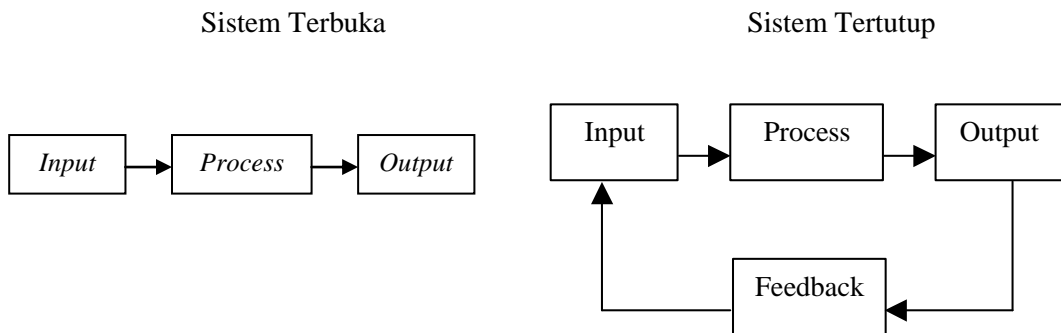 Sistem Terbuka
Sistem Tertutup
Input
Process
Output
Input
Process
Output
Feedback